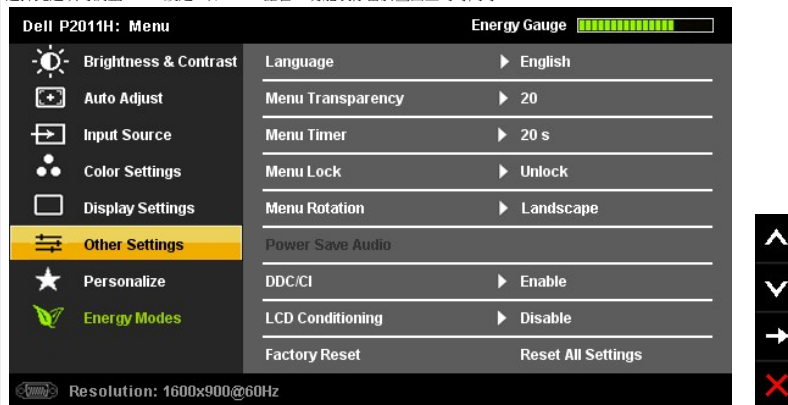 Dell P2011H: Menu
Energy Gauge
Brightness & Contrast
Auto Adjust
Input Source
Color Settings
Display Settings
Other Settings
Personalize
Energy Modes
Language English
Menu Transparency 20
Menu Timer 20 s
Menu Lock Unlock
Menu Rotation Landscape
Power Save Audio
DDC/CI Enable
LCD Conditioning Disable
Factory Reset Reset All Settings
Resolution: 1600x900@60Hz